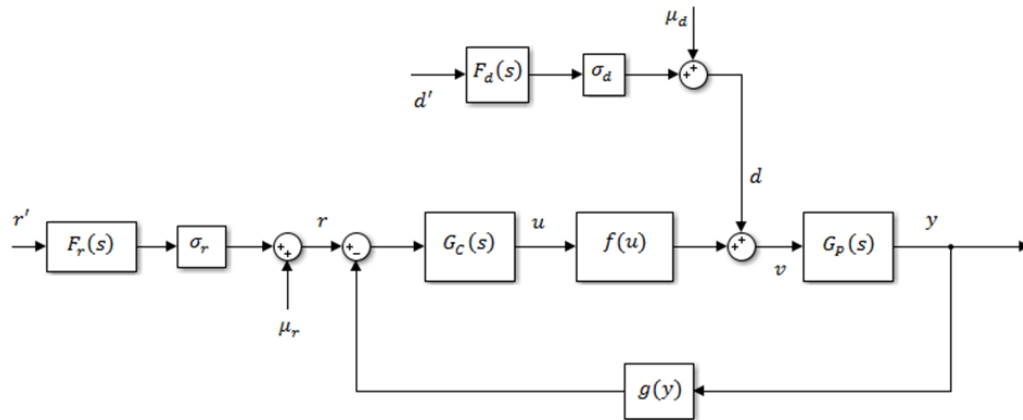 μ_d
F_d(s)
σ_d
+ +
d'
d
r'
F_r(s)
σ_r
+ +
r
+ −
G_C(s)
u
f(u)
+ +
v
G_P(s)
y
μ_r
g(y)